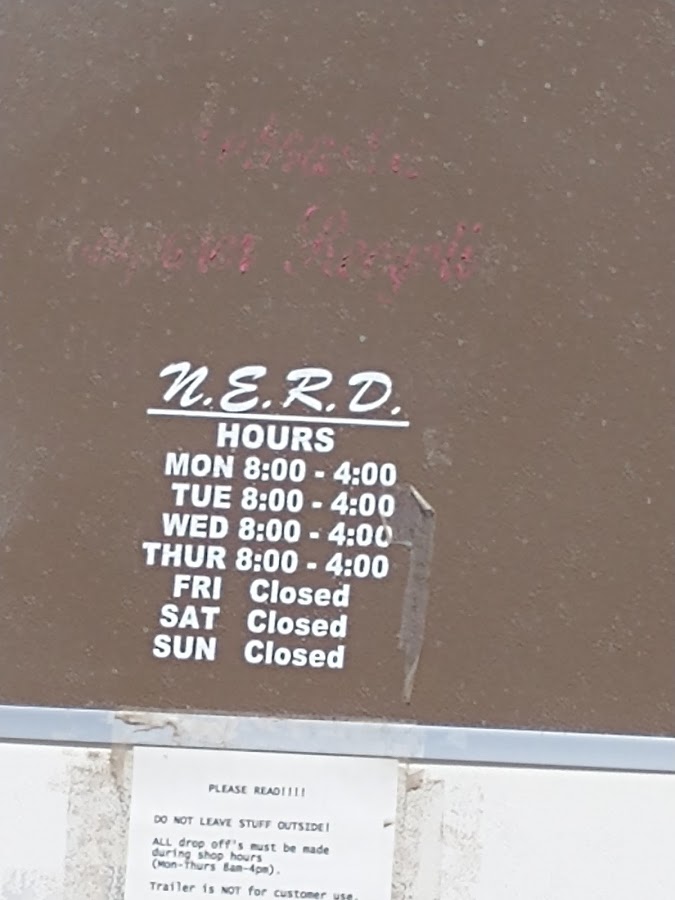 N.E.R.D.
HOURS
MON 8:00 - 4:00
TUE 8:00 - 4:00
WED 8:00 - 4:00
THUR 8:00 - 4:00
FRI Closed
SAT Closed
SUN Closed
PLEASE READ!!!!
DO NOT LEAVE STUFF OUTSIDE!
ALL drop off's must be made
during shop hours
(Mon-Thurs 8am-4pm).
Trailer is NOT for customer use.